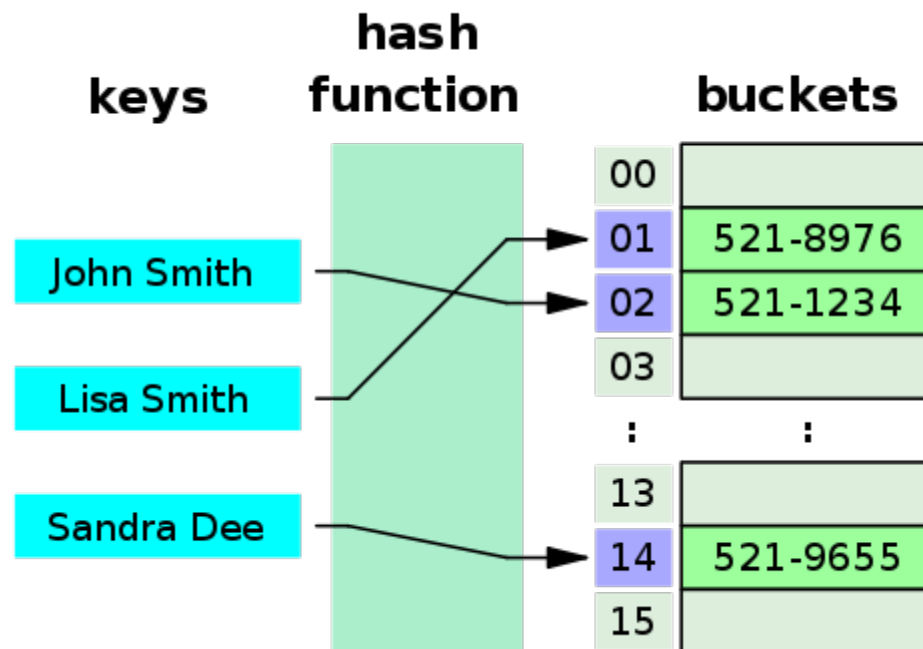 keys
hash
function
buckets
John Smith
Lisa Smith
Sandra Dee
00
01 521-8976
02 521-1234
03
: :
13
14 521-9655
15